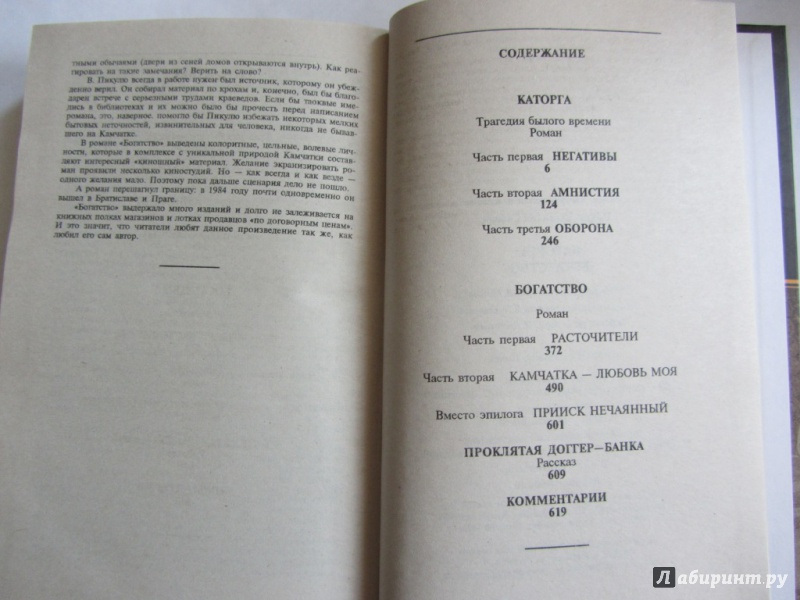 тными обычаями (двери из сеней домов открываются внутрь). Как реа-
гировать на такие замечания? Верить на слово?
В. Пикулю всегда в работе нужен был источник, которому он убеж-
денно верил. Он собирал материал по крохам и, конечно, был бы благо-
дарен встрече с серьезными трудами краеведов. Если бы таковые име-
лись в библиотеках и их можно было бы прочесть перед написанием
романа, это, наверное, помогло бы Пикулю избежать некоторых мелких
бытовых неточностей, извинительных для человека, никогда не бывав-
шего на Камчатке.
В романе «Богатство» выведены колоритные, цельные, волевые лич-
ности, которые в комплексе с уникальной природой Камчатки состав-
ляют интересный «киношный» материал. Желание экранизировать ро-
ман проявили несколько киностудий. Но — как всегда и как везде —
одного желания мало. Поэтому пока дальше сценария дело не пошло.
А роман перешагнул границу: в 1984 году почти одновременно он
вышел в Братиславе и Праге.
«Богатство» выдержало много изданий и долго не залеживается на
книжных полках магазинов и лотках продавцов «по договорным ценам».
И это значит, что читатели любят данное произведение так же, как
любил его сам автор.
СОДЕРЖАНИЕ
КАТОРГА
Трагедия былого времени
Роман
Часть первая НЕГАТИВЫ
6
Часть вторая АМНИСТИЯ
124
Часть третья ОБОРОНА
246
БОГАТСТВО
Роман
Часть первая РАСТОЧИТЕЛИ
372
Часть вторая КАМЧАТКА — ЛЮБОВЬ МОЯ
490
Вместо эпилога ПРИИСК НЕЧАЯННЫЙ
601
ПРОКЛЯТАЯ ДОГГЕР—БАНКА
Рассказ
609
КОММЕНТАРИИ
619
Лабиринт.ру